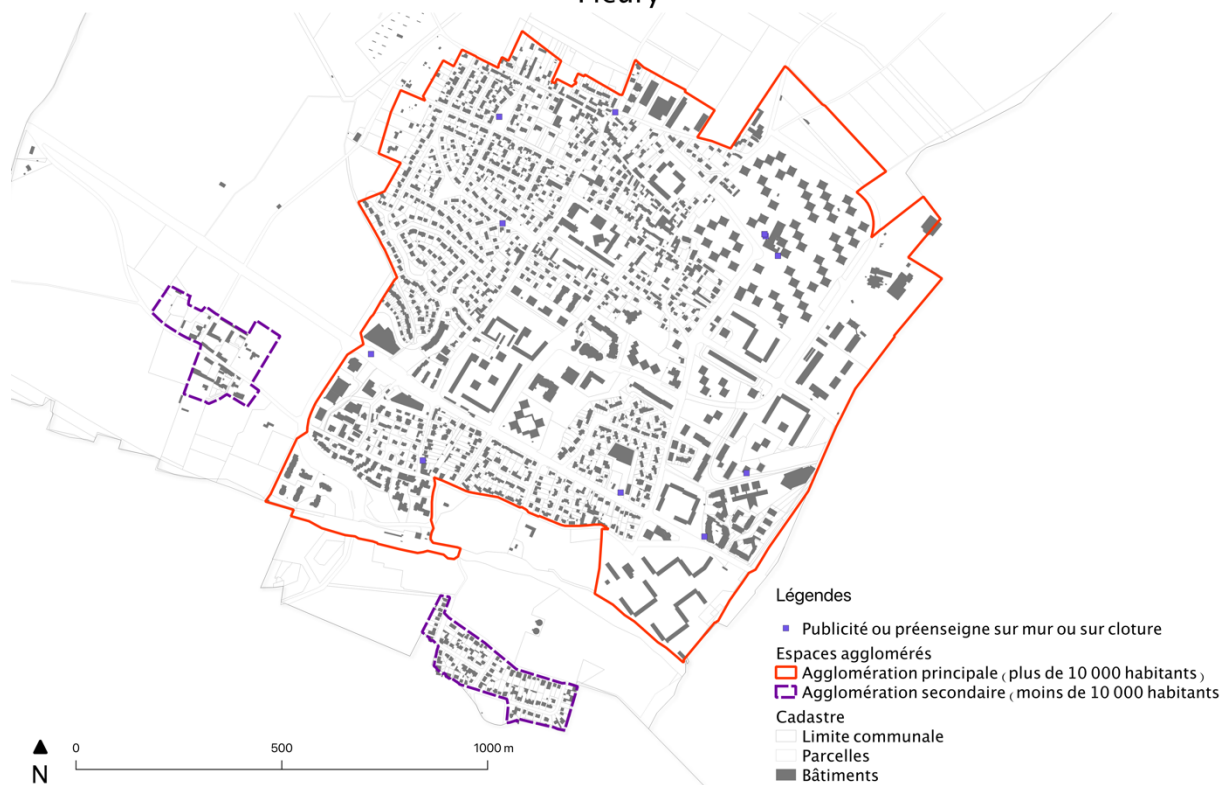 Légendes
Publicité ou préenseigne sur mur ou sur cloture
Espaces agglomérés
Agglomération principale (plus de 10 000 habitants)
Agglomération secondaire (moins de 10 000 habitants
Cadastre
Limite communale
Parcelles
Bâtiments
0 500 1000 m
N